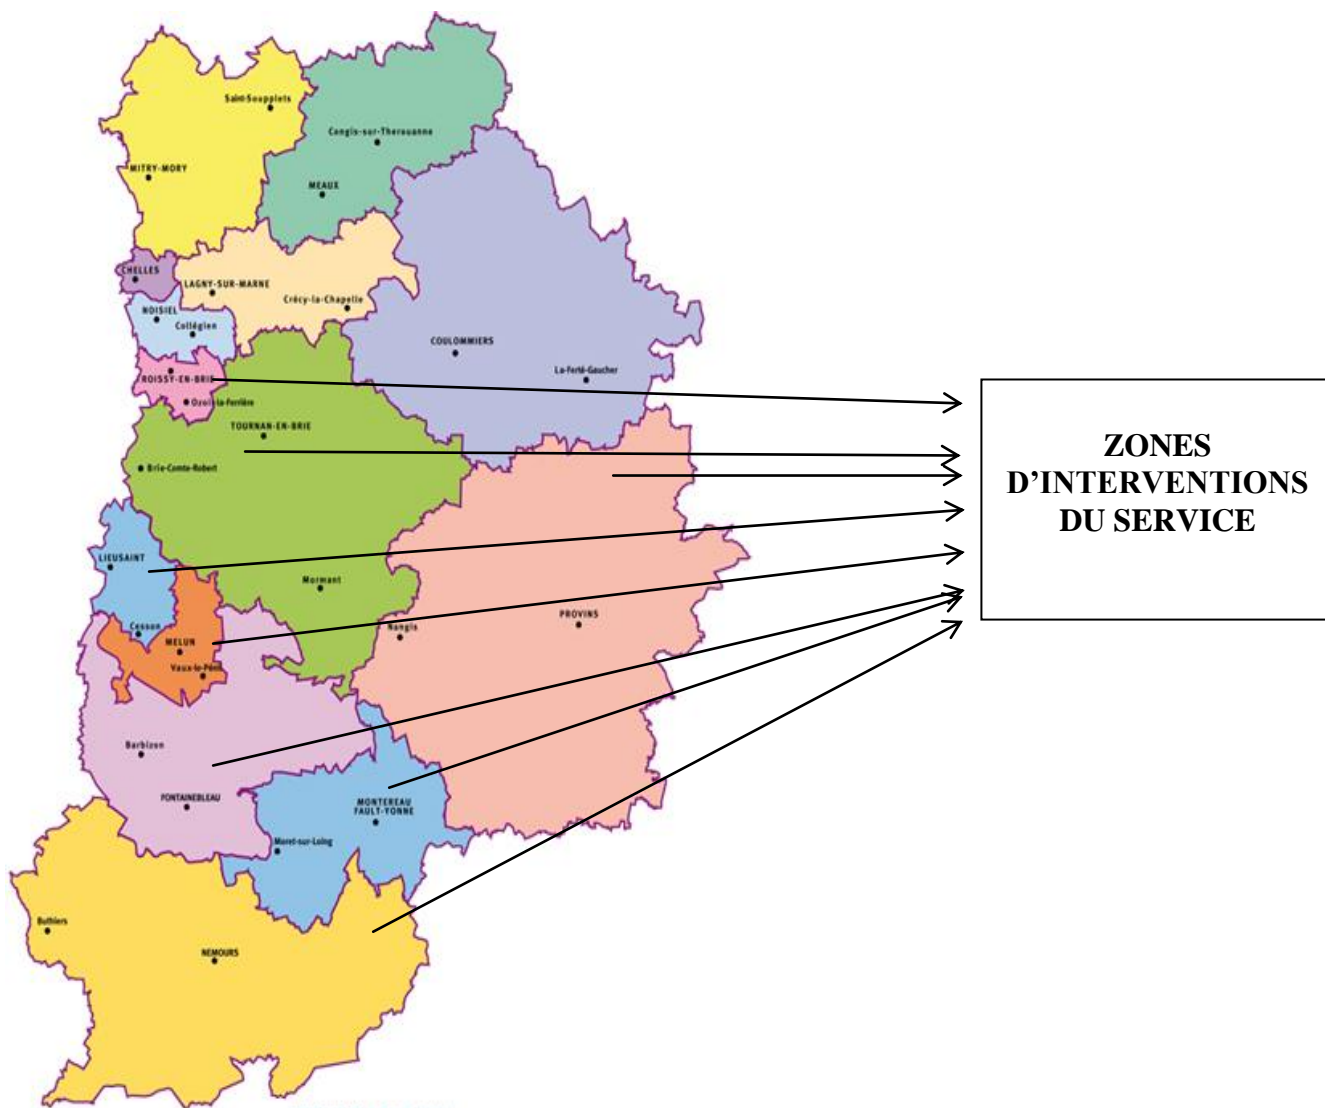 Saint-Soupplets
Congis-sur-Therouanne
MITRY-MORY
MEAUX
CHELLES
LAGNY-SUR-MARNE
Crécy-la-Chapelle
NOISIEL
Collégien
COULOMMIERS
La-Ferté-Gaucher
ROISSY-EN-BRIE
Ozoir-la-Ferrière
TOURNAN-EN-BRIE
Brie-Comte-Robert
ZONES
D’INTERVENTIONS
DU SERVICE
LIEUSAINT
Mormant
Cesson
MELUN
Nangis
PROVINS
Vaux-le-Pénil
Barbizon
FONTAINEBLEAU
MONTEREAU
FAULT-YONNE
Moret-sur-Loing
Buthiers
NEMOURS